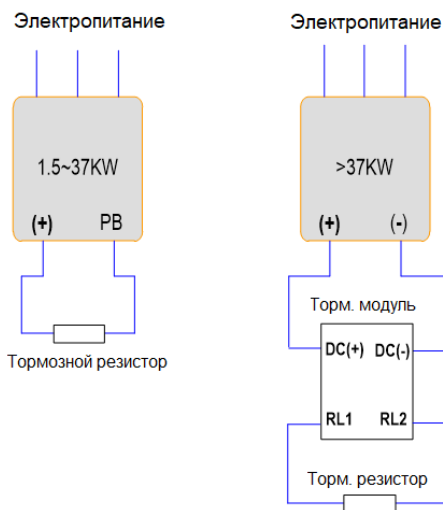 Электропитание
1.5~37KW
(+) PB
Тормозной резистор
Электропитание
>37KW
(+) (-)
Торм. модуль
DC(+) DC(-)
RL1 RL2
Торм. резистор